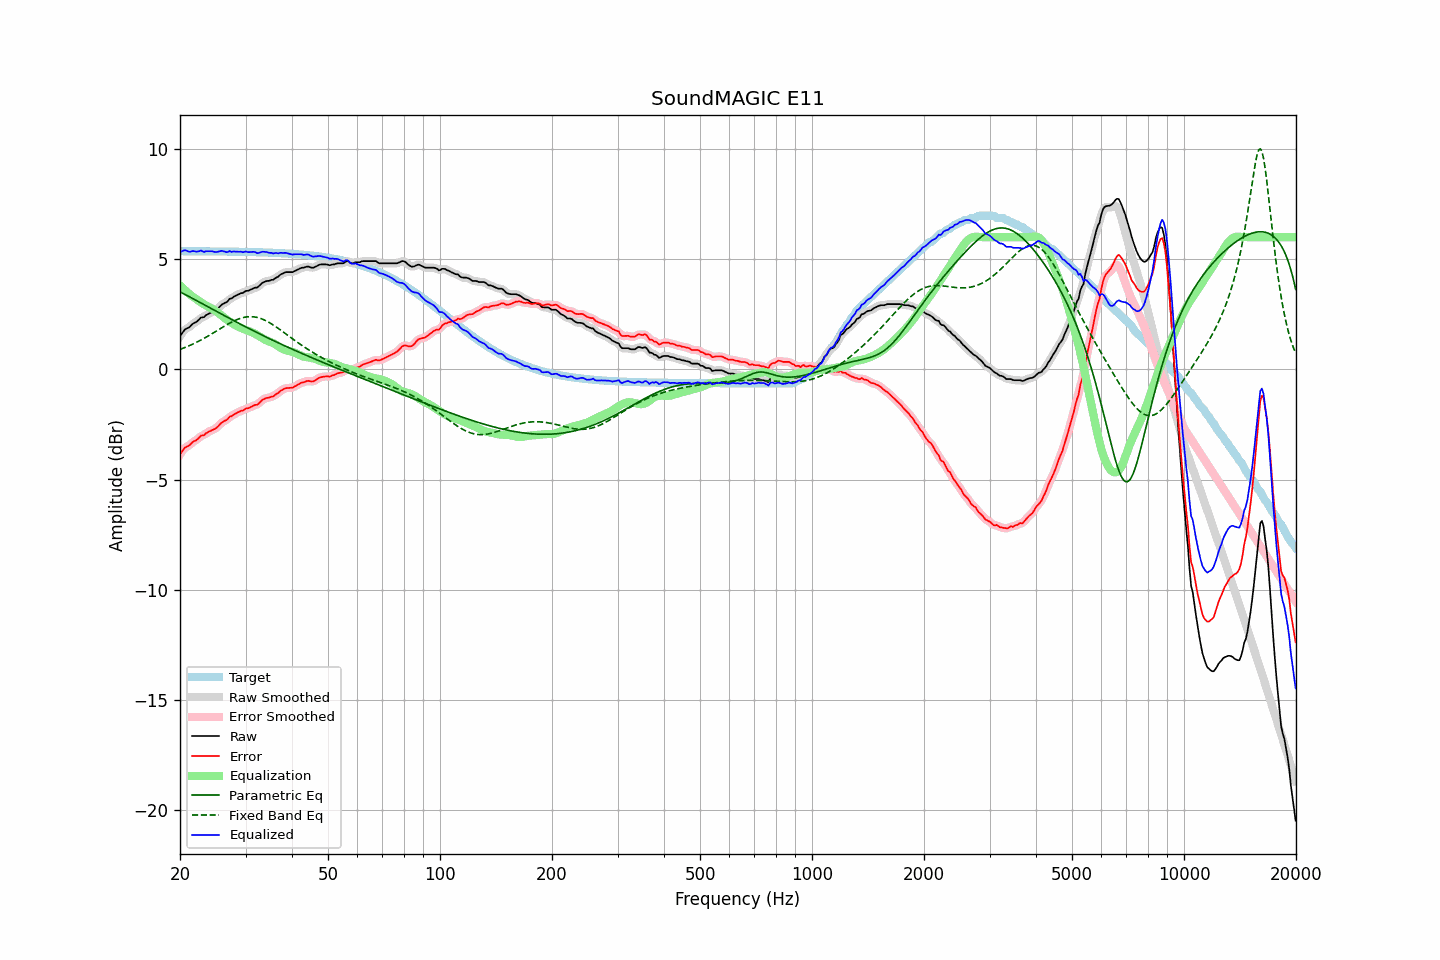 SoundMAGIC E11
10
5
0
−5
−10
−15
−20
Amplitude (dBr)
Target
Raw Smoothed
Error Smoothed
Raw
Error
Equalization
Parametric Eq
Fixed Band Eq
Equalized
20 50 100 200 500 1000 2000 5000 10000 20000
Frequency (Hz)